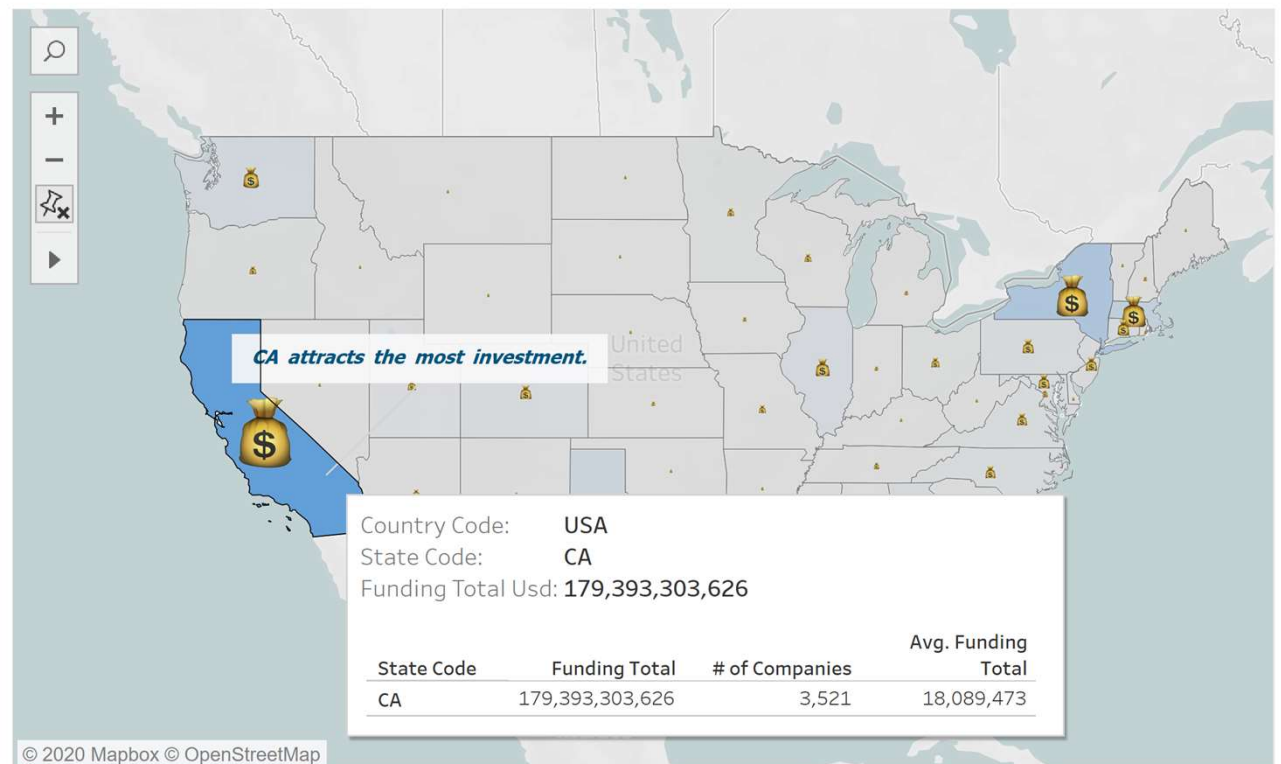 United
States
CA attracts the most investment.
Country Code: USA
State Code: CA
Funding Total Usd: 179,393,303,626
Avg. Funding
State Code Funding Total # of Companies Total
CA 179,393,303,626 3,521 18,089,473
© 2020 Mapbox © OpenStreetMap